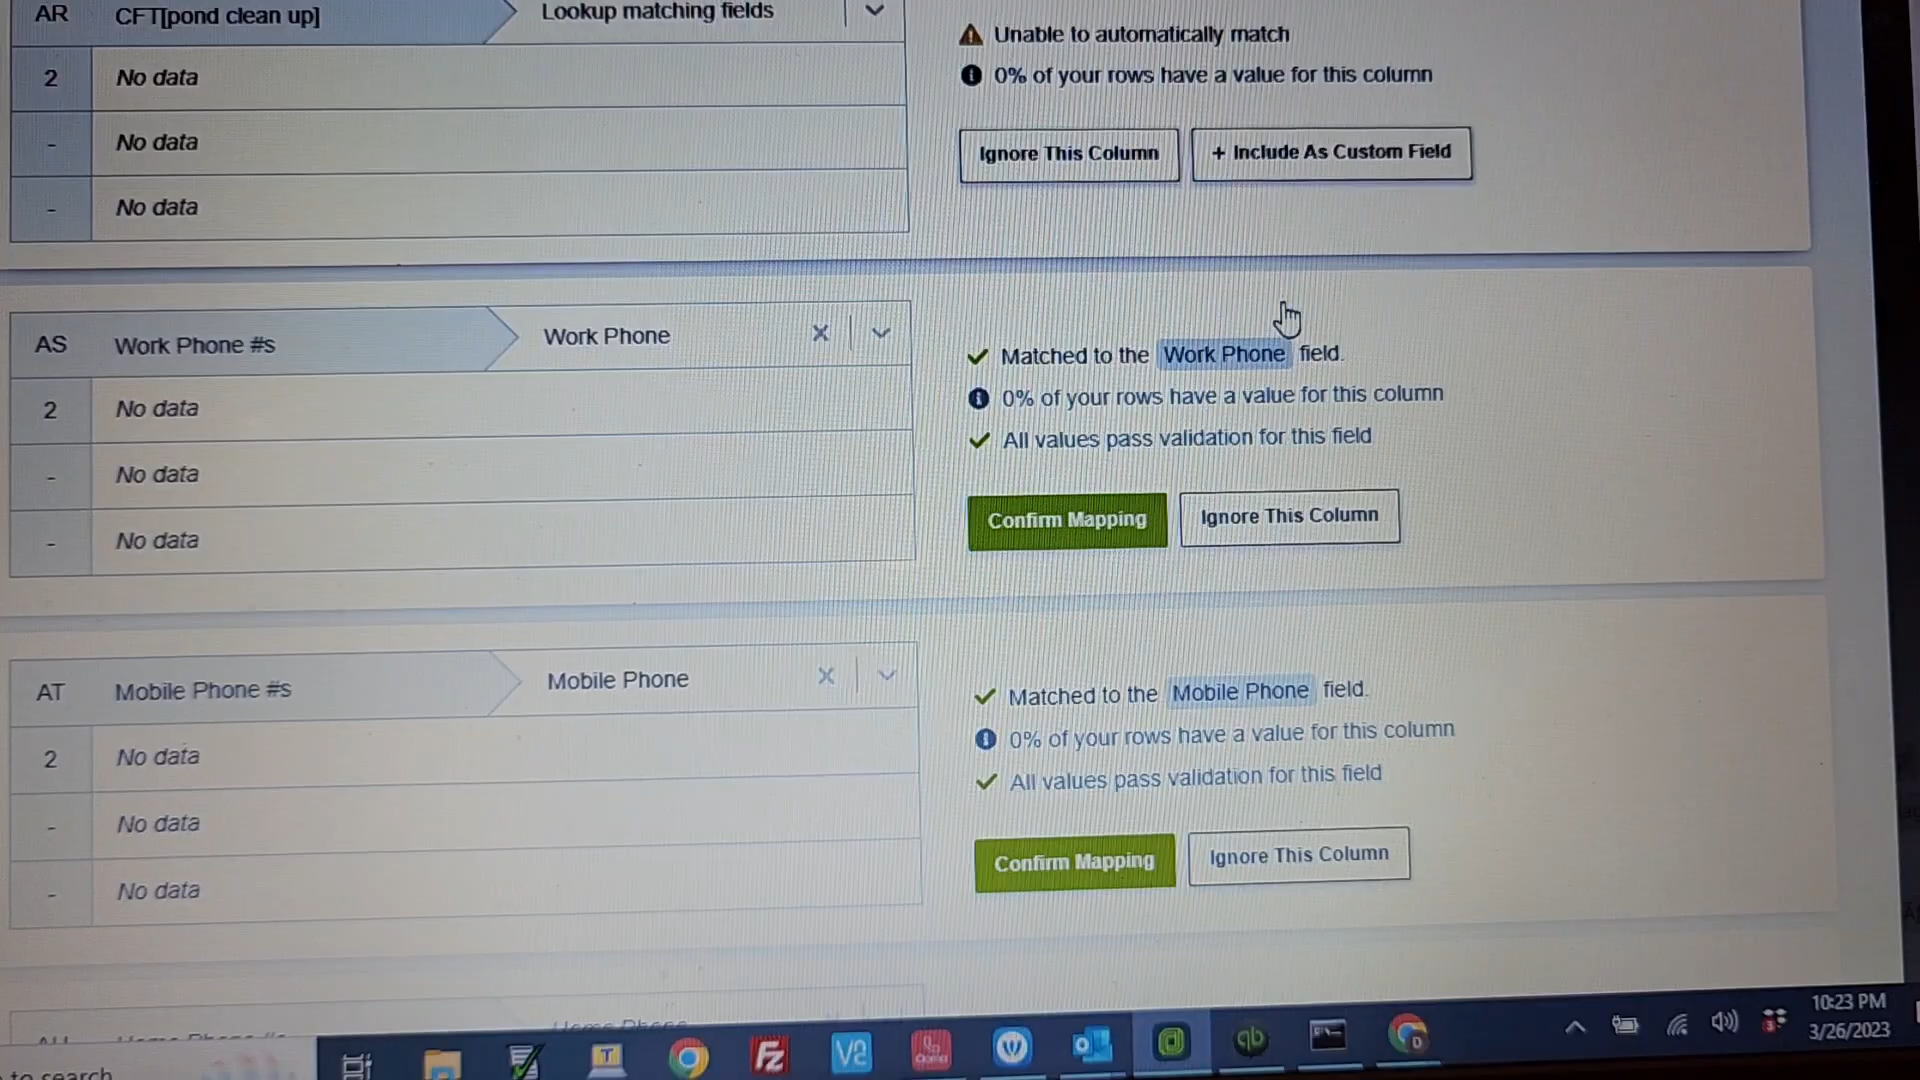 AR CFT[pond clean up] Lookup matching fields
Unable to automatically match
2 No data
0% of your rows have a value for this column
- No data
Ignore This Column + Include As Custom Field
- No data
AS Work Phone #s Work Phone
Matched to the Work Phone field.
2 No data
0% of your rows have a value for this column
All values pass validation for this field
- No data
Confirm Mapping Ignore This Column
- No data
AT Mobile Phone #s Mobile Phone
Matched to the Mobile Phone field.
2 No data
0% of your rows have a value for this column
All values pass validation for this field
- No data
Confirm Mapping Ignore This Column
- No data
Home Phone
10:23 PM
3/26/2023
to search